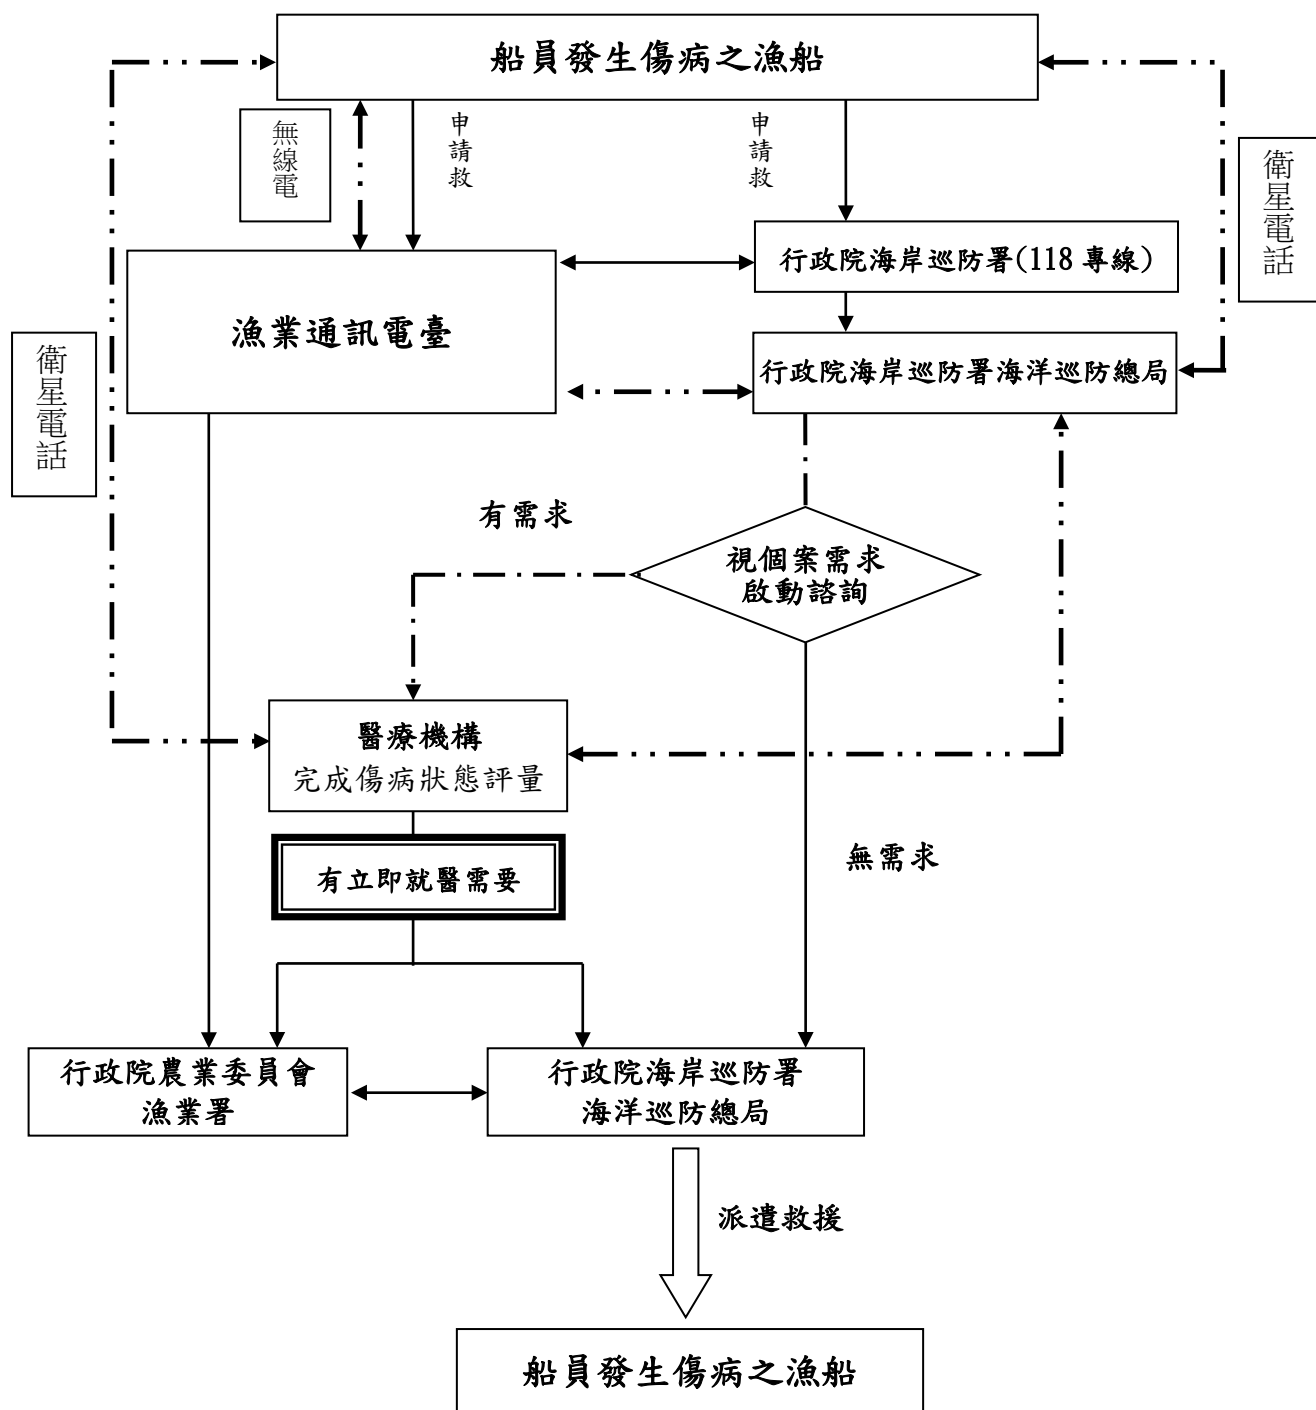 船員發生傷病之漁船
無線電
申請救
申請救
衛星電話
行政院海岸巡防署(118 專線)
漁業通訊電臺
行政院海岸巡防署海洋巡防總局
衛星電話
有需求
視個案需求
啟動諮詢
醫療機構
完成傷病狀態評量
無需求
有立即就醫需要
行政院農業委員會
漁業署
行政院海岸巡防署
海洋巡防總局
派遣救援
船員發生傷病之漁船